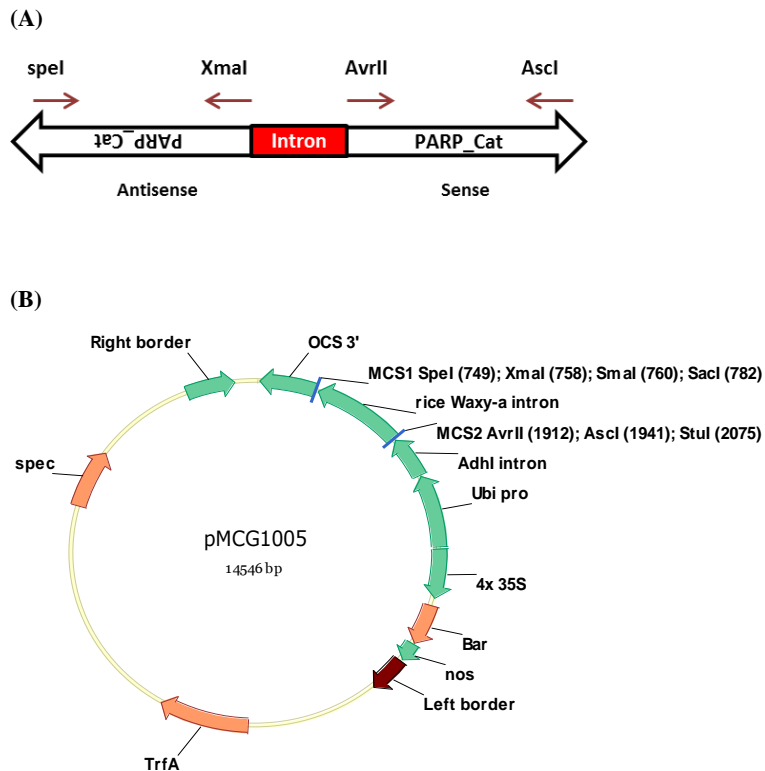 (A)
speI XmaI AvrII AscI
PARP_Cat Intron PARP_Cat
Antisense Sense
(B)
Right border
OCS 3'
MCS1 SpeI (749); XmaI (758); SmaI (760); SacI (782)
rice Waxy-a intron
MCS2 AvrII (1912); AscI (1941); StuI (2075)
AdhI intron
spec
Ubi pro
pMCG1005
14546 bp
4x 35S
Bar
nos
Left border
TrfA